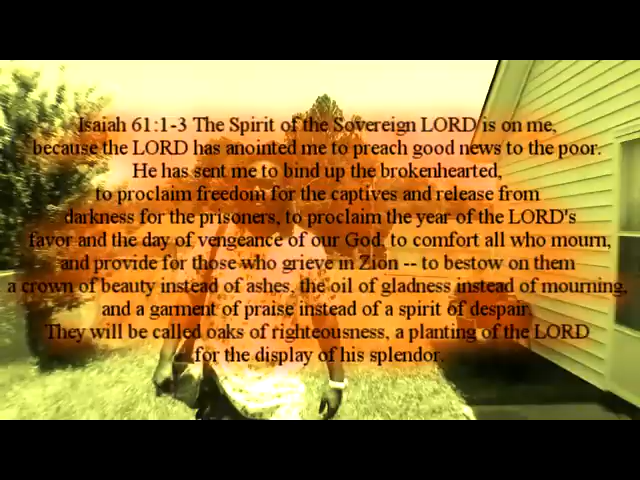 Isaiah 61:1-3 The Spirit of the Sovereign LORD is on me,
because the LORD has anointed me to preach good news to the poor.
He has sent me to bind up the brokenhearted,
to proclaim freedom for the captives and release from
darkness for the prisoners, to proclaim the year of the LORD's
favor and the day of vengeance of our God, to comfort all who mourn,
and provide for those who grieve in Zion -- to bestow on them
a crown of beauty instead of ashes, the oil of gladness instead of mourning,
and a garment of praise instead of a spirit of despair.
They will be called oaks of righteousness, a planting of the LORD
for the display of his splendor.